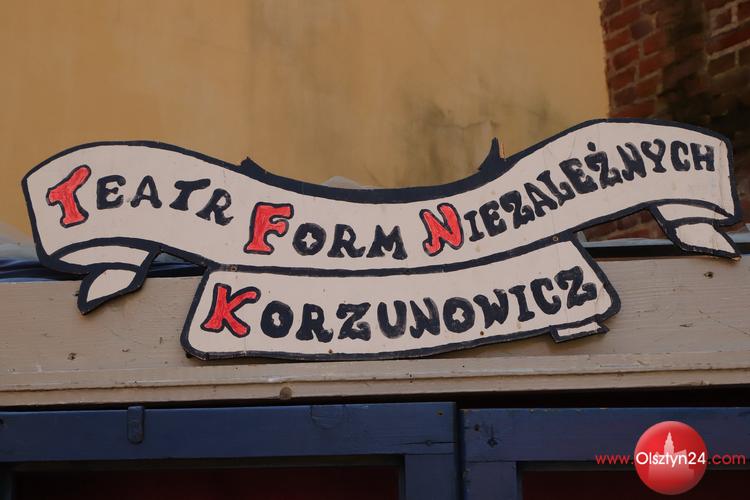 TEATR FORM NIEZALEŻNYCH
KORZUNOWICZ
www.Olsztyn24.com